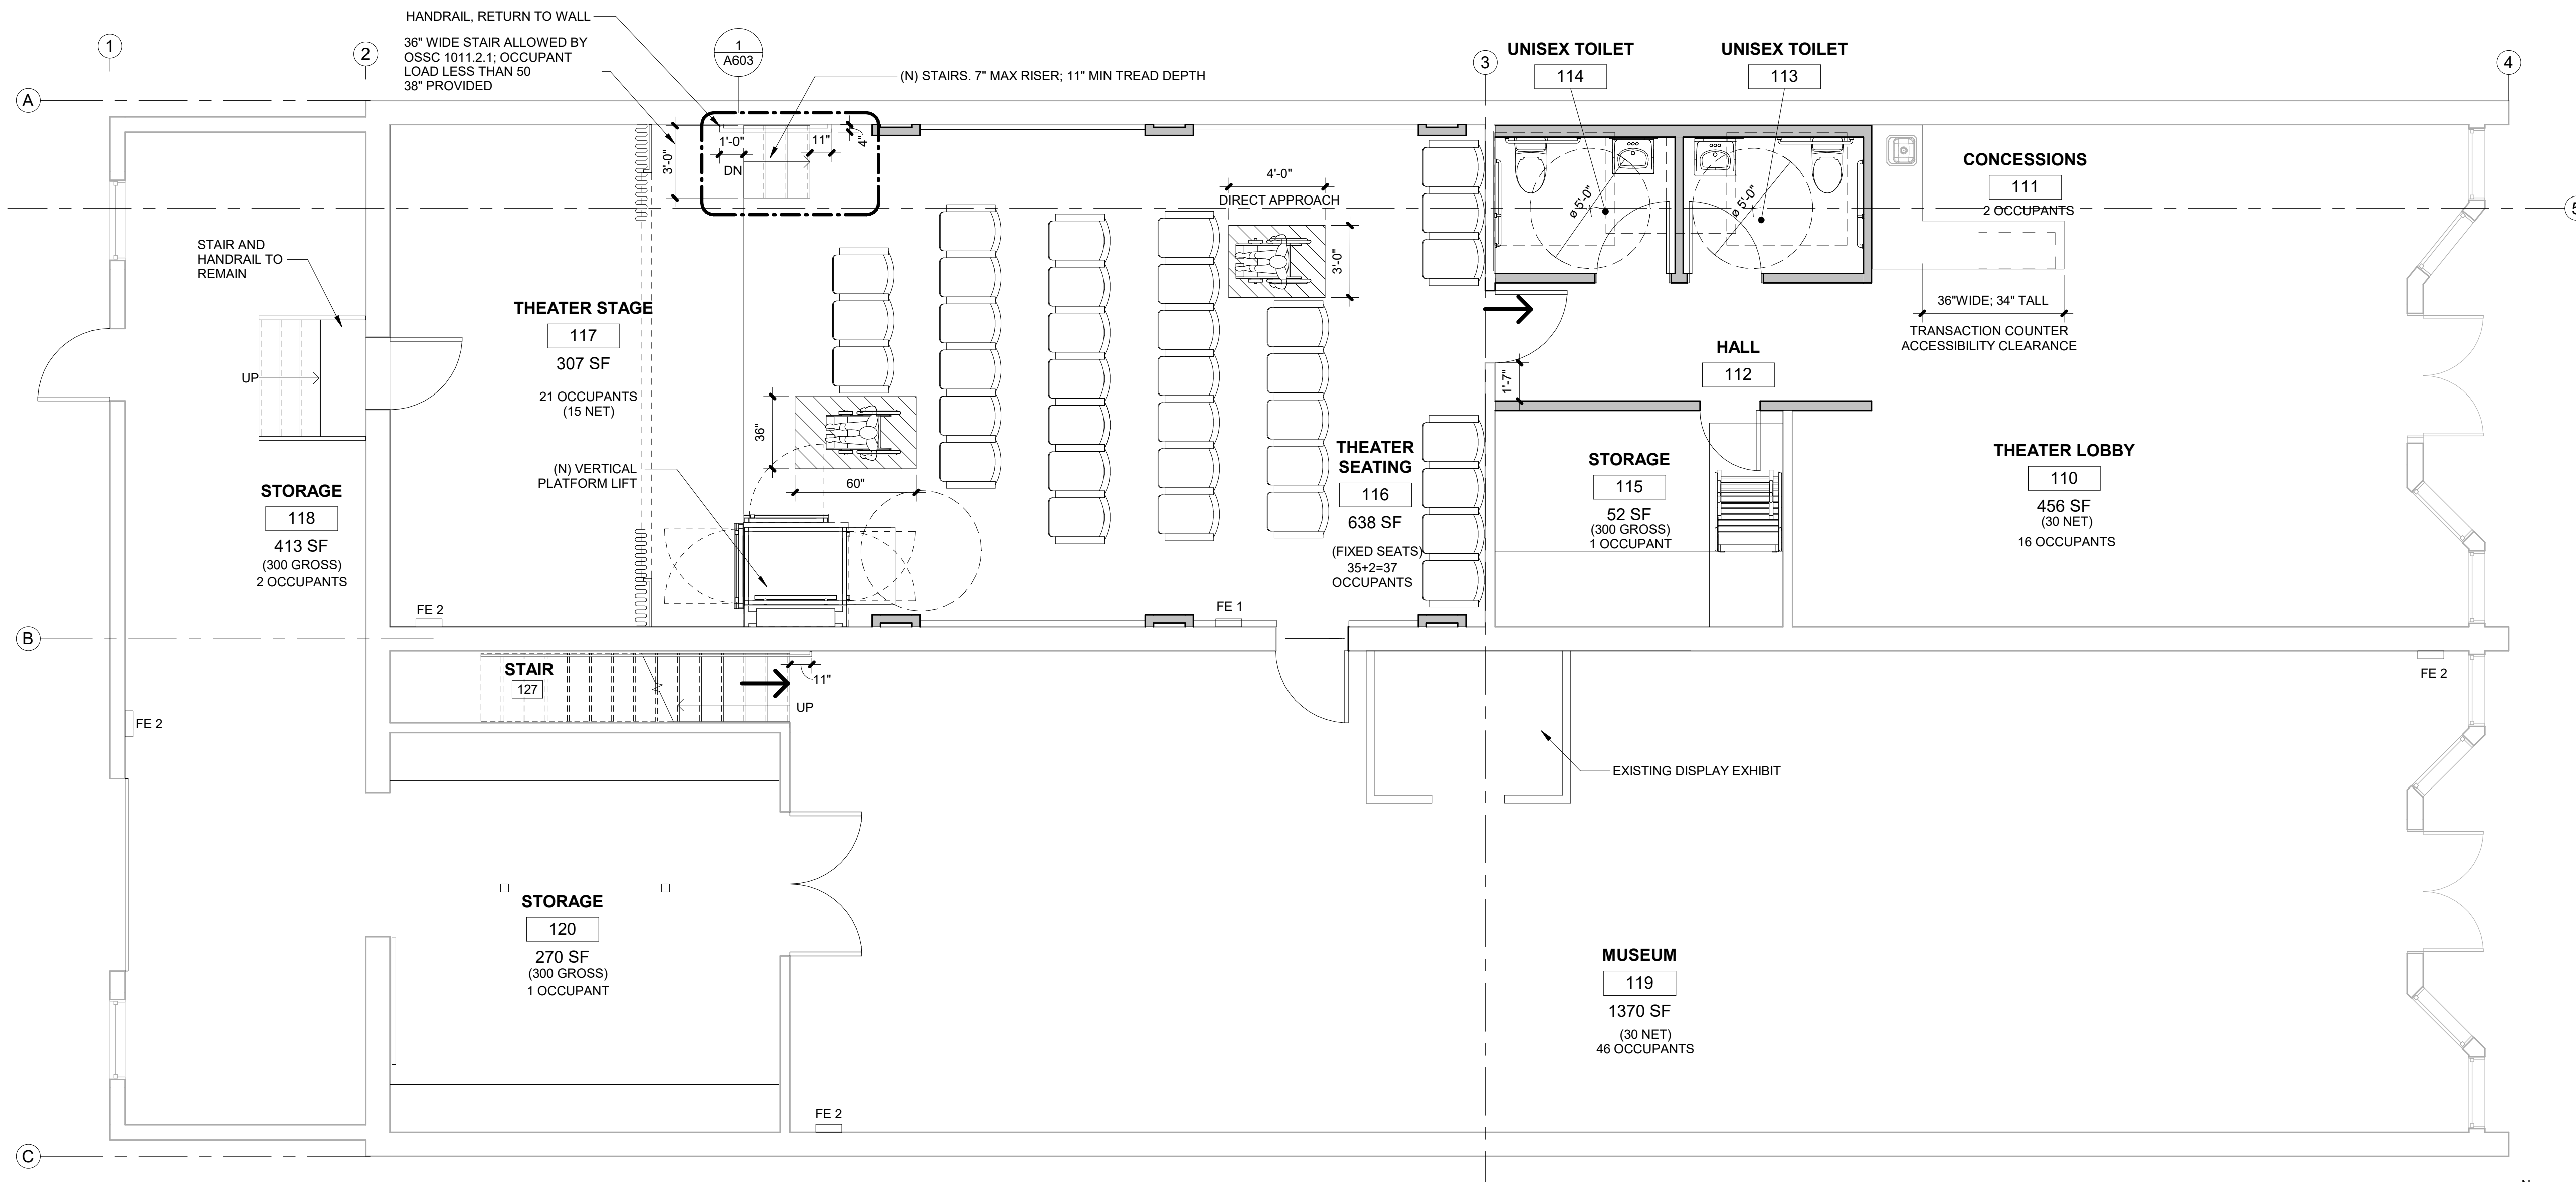 HANDRAIL, RETURN TO WALL
36" WIDE STAIR ALLOWED BY
OSSC 1011.2.1; OCCUPANT
LOAD LESS THAN 50
38" PROVIDED
1
A603
(N) STAIRS. 7" MAX RISER; 11" MIN TREAD DEPTH
1
2
3
4
5
A
B
C
UNISEX TOILET
114
UNISEX TOILET
113
3'-0"
1'-0"
11"
4"
DN
4'-0"
DIRECT APPROACH
3'-0"
ø 5'-0"
ø 5'-0"
CONCESSIONS
111
2 OCCUPANTS
STAIR AND
HANDRAIL TO
REMAIN
UP
THEATER STAGE
117
307 SF
21 OCCUPANTS
(15 NET)
36"
60"
(N) VERTICAL
PLATFORM LIFT
36"WIDE; 34" TALL
TRANSACTION COUNTER
ACCESSIBILITY CLEARANCE
HALL
112
1'-7"
THEATER
SEATING
116
638 SF
(FIXED SEATS)
35+2=37
OCCUPANTS
STORAGE
115
52 SF
(300 GROSS)
1 OCCUPANT
THEATER LOBBY
110
456 SF
(30 NET)
16 OCCUPANTS
STORAGE
118
413 SF
(300 GROSS)
2 OCCUPANTS
FE 2
FE 1
STAIR
127
11"
UP
FE 2
FE 2
EXISTING DISPLAY EXHIBIT
STORAGE
120
270 SF
(300 GROSS)
1 OCCUPANT
MUSEUM
119
1370 SF
(30 NET)
46 OCCUPANTS
FE 2